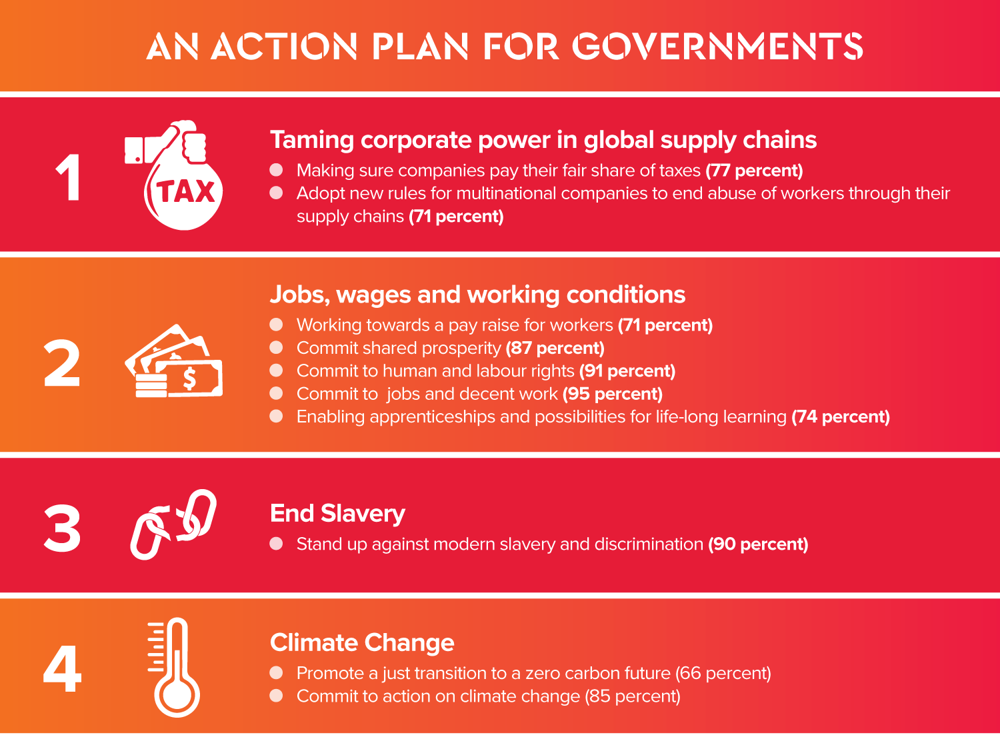 AN ACTION PLAN FOR GOVERNMENTS
1
TAX
Taming corporate power in global supply chains
Making sure companies pay their fair share of taxes (77 percent)
Adopt new rules for multinational companies to end abuse of workers through their
supply chains (71 percent)
2
$
Jobs, wages and working conditions
Working towards a pay raise for workers (71 percent)
Commit shared prosperity (87 percent)
Commit to human and labour rights (91 percent)
Commit to  jobs and decent work (95 percent)
Enabling apprenticeships and possibilities for life-long learning (74 percent)
3
End Slavery
Stand up against modern slavery and discrimination (90 percent)
4
Climate Change
Promote a just transition to a zero carbon future (66 percent)
Commit to action on climate change (85 percent)